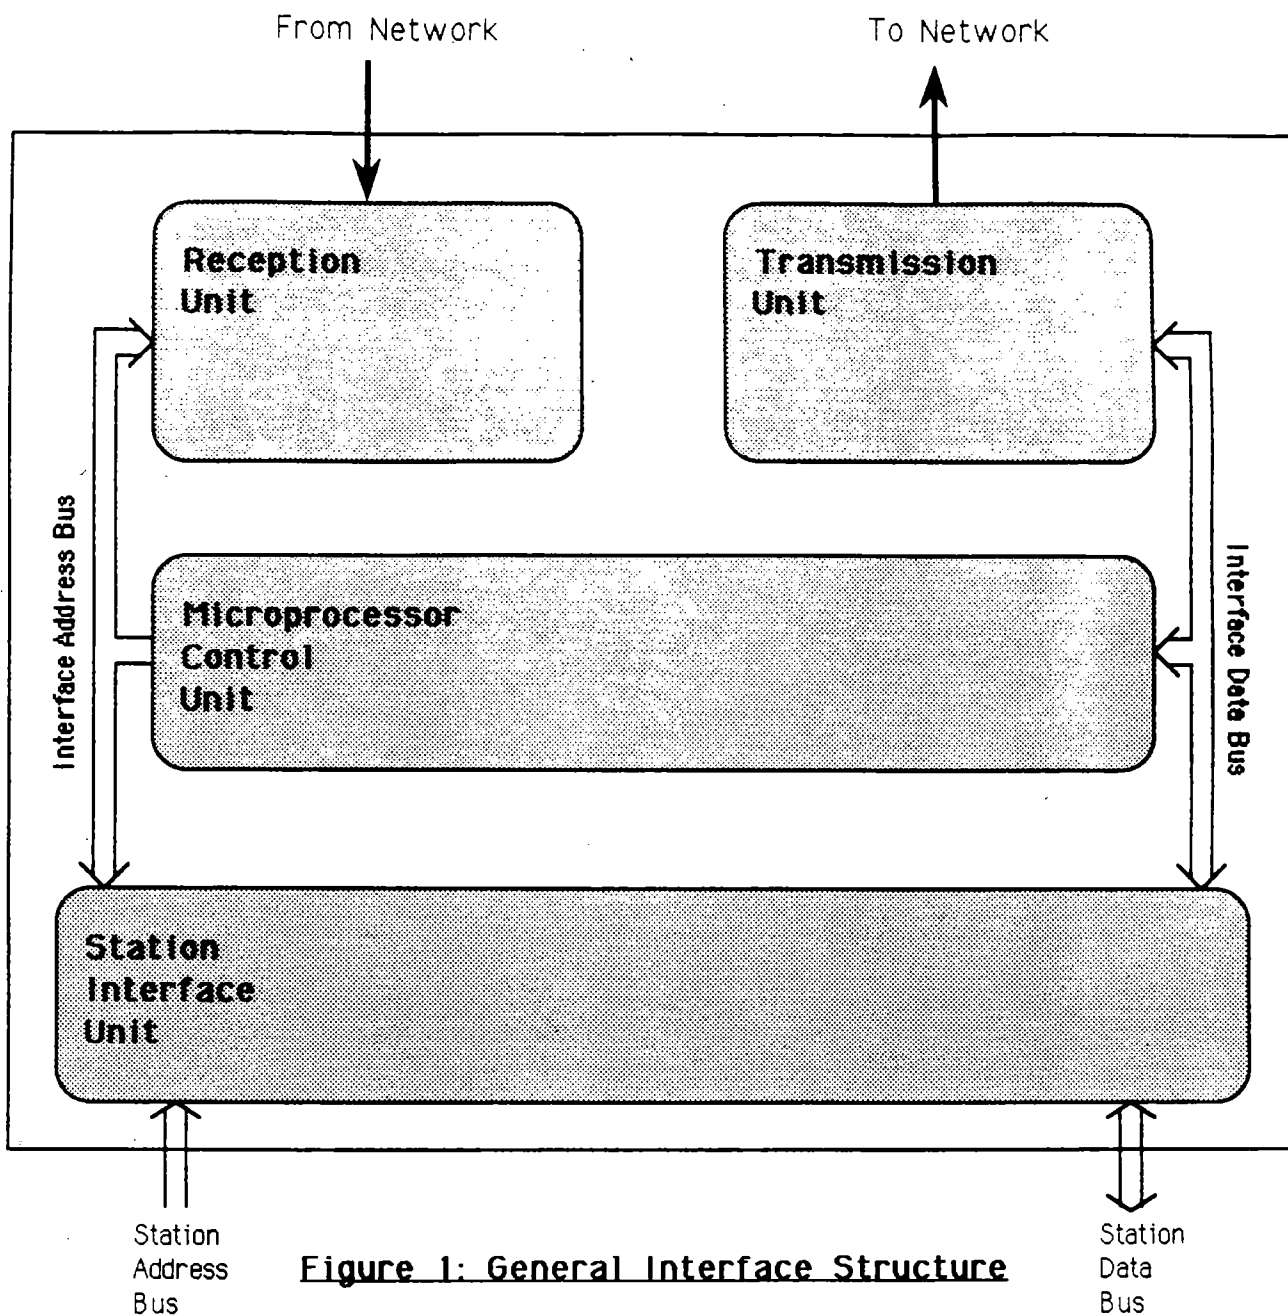 From Network
To Network
Reception
Unit
Transmission
Unit
Interface Address Bus
Microprocessor
Control
Unit
Interface Data Bus
Station
Interface
Unit
Station
Address
Bus
Figure 1: General Interface Structure
Station
Data
Bus